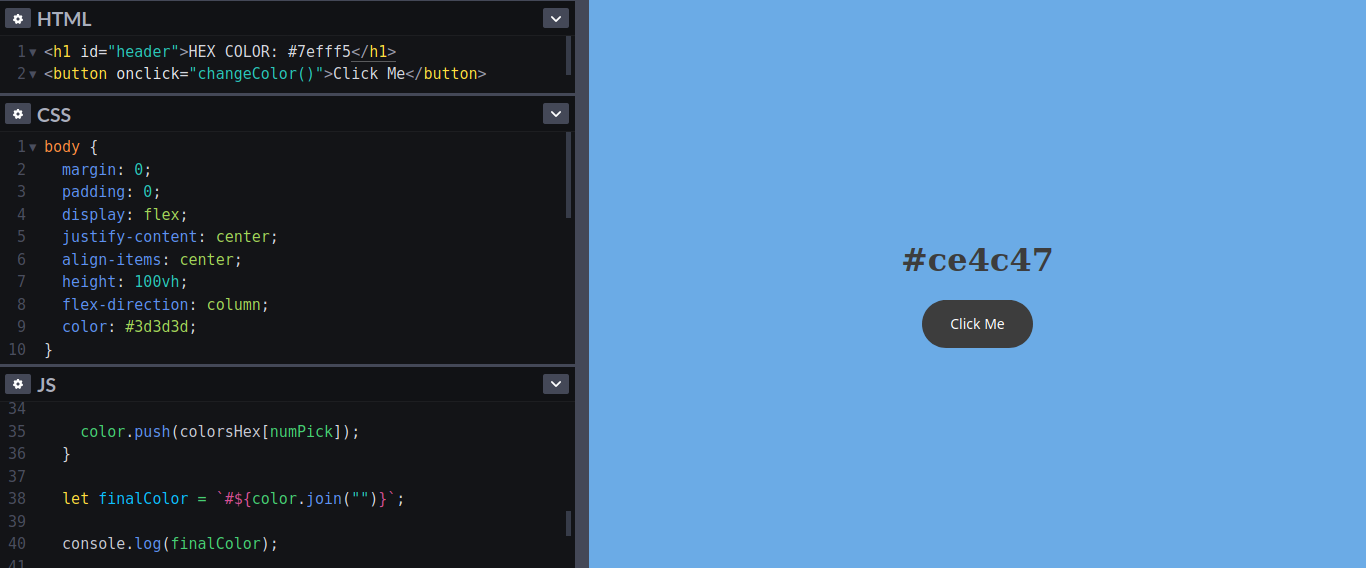 HTML
1 <h1 id="header">HEX COLOR: #7efff5</h1>
2 <button onclick="changeColor()">Click Me</button>
CSS
1 body {
2 margin: 0;
3 padding: 0;
4 display: flex;
5 justify-content: center;
6 align-items: center;
7 height: 100vh;
8 flex-direction: column;
9 color: #3d3d3d;
10 }
JS
34
35 color.push(colorsHex[numPick]);
36 }
37
38 let finalColor = `#${color.join("")}`;
39
40 console.log(finalColor);
41
#ce4c47
Click Me